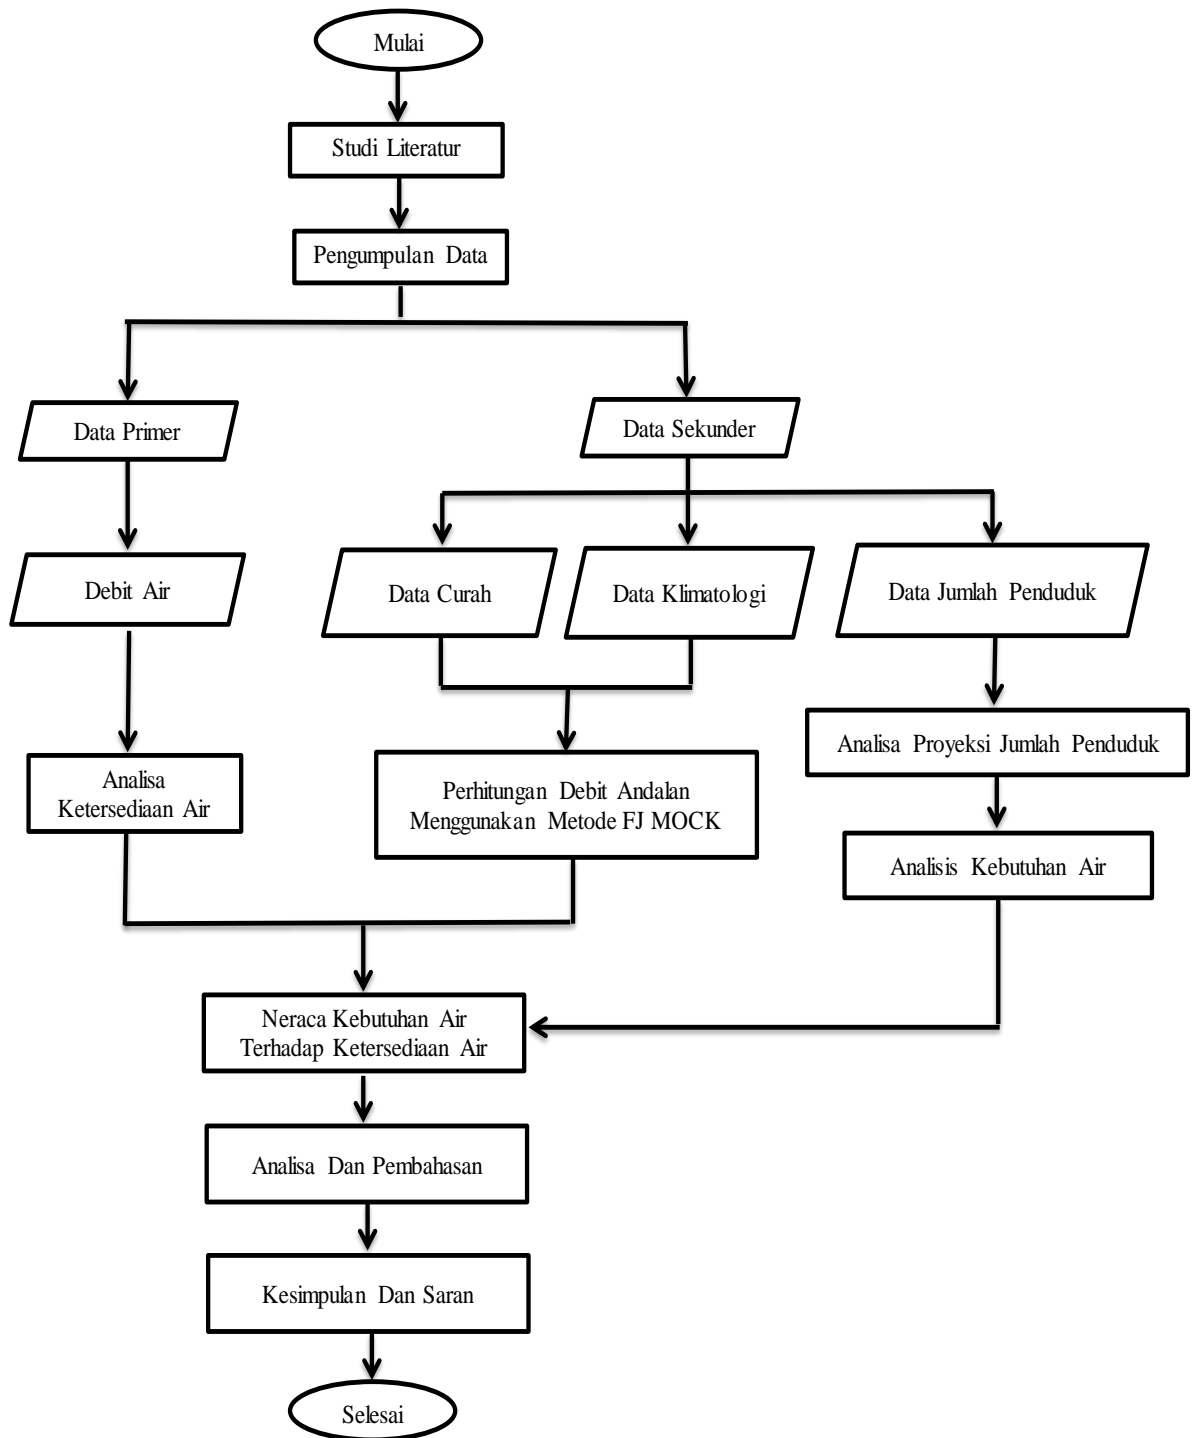 Mulai
Studi Literatur
Pengumpulan Data
Data Primer
Data Sekunder
Debit Air
Data Curah
Data Klimatologi
Data Jumlah Penduduk
Analisa Proyeksi Jumlah Penduduk
Analisa
Ketersediaan Air
Perhitungan Debit Andalan
Menggunakan Metode FJ MOCK
Analisis Kebutuhan Air
Neraca Kebutuhan Air
Terhadap Ketersediaan Air
Analisa Dan Pembahasan
Kesimpulan Dan Saran
Selesai